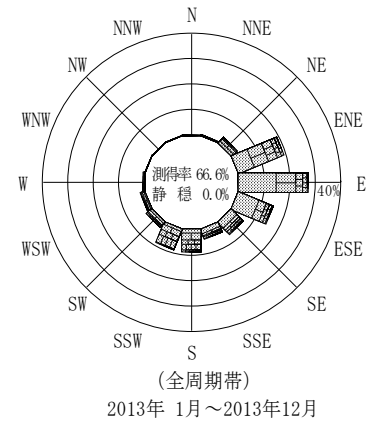 N
NNW
NNE
NW
NE
WNW
ENE
測得率 66.6%
静 穏 0.0%
W
40%
E
WSW
ESE
SW
SE
SSW
SSE
S
(全周期帯)
2013年 1月～2013年12月